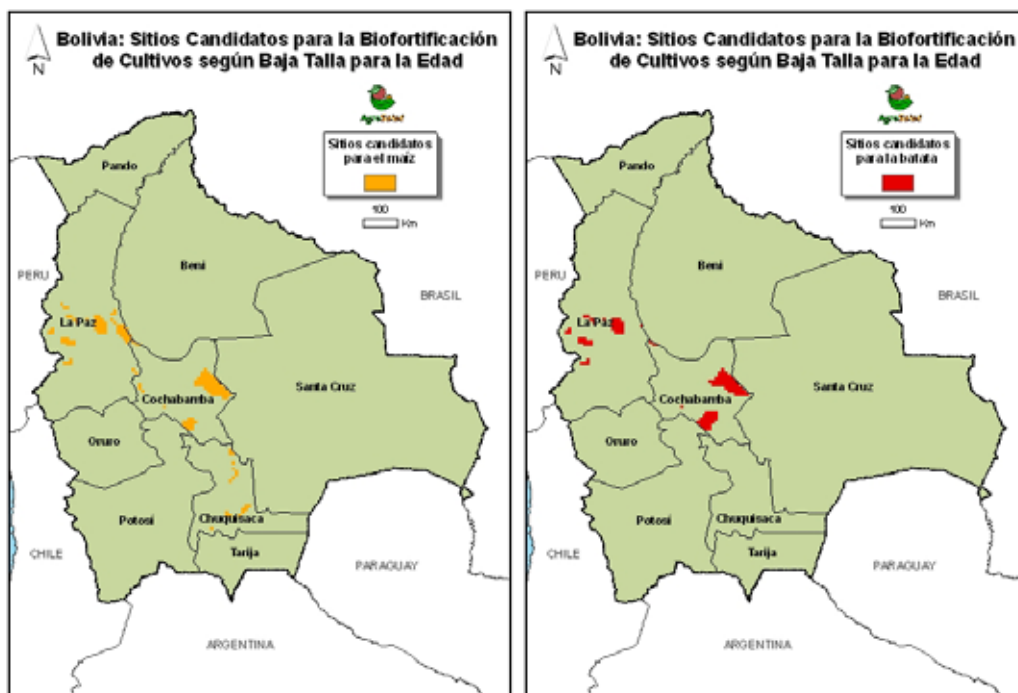 Bolivia: Sitios Candidatos para la Biofortificación
de Cultivos según Baja Talla para la Edad
N
AgroSalud
Sitios candidatos
para el maíz
100
Km
Pando
Beni
PERU
BRASIL
La Paz
Santa Cruz
Cochabamba
Oruro
Potosí
Chuquisaca
Tarija
CHILE
PARAGUAY
ARGENTINA
Bolivia: Sitios Candidatos para la Biofortificación
de Cultivos según Baja Talla para la Edad
N
AgroSalud
Sitios candidatos
para la batata
100
Km
Pando
Beni
PERU
BRASIL
La Paz
Santa Cruz
Cochabamba
Oruro
Potosí
Chuquisaca
Tarija
CHILE
PARAGUAY
ARGENTINA